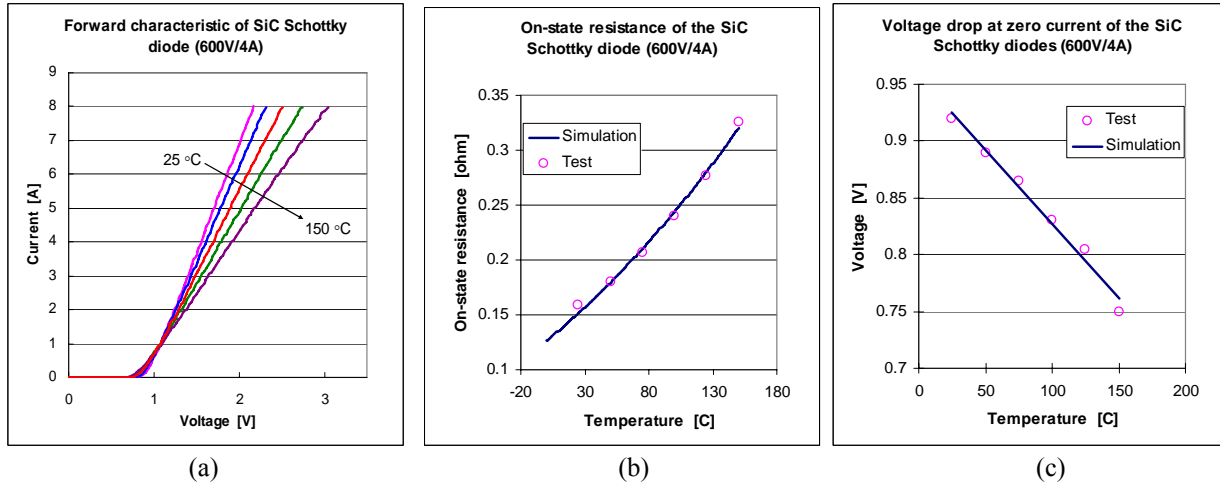 Forward characteristic of SiC Schottky
diode (600V/4A)
9
8
7
6
5
4
3
2
1
0
Current [A]
25 °C
150 °C
0
1
2
3
Voltage [V]
(a)
On-state resistance of the SiC
Schottky diode (600V/4A)
0.35
0.3
0.25
0.2
0.15
0.1
On-state resistance [ohm]
Simulation
Test
-20
30
80
130
180
Temperature [C]
(b)
Voltage drop at zero current of the SiC
Schottky diodes (600V/4A)
0.95
0.9
0.85
0.8
0.75
0.7
Voltage [V]
Test
Simulation
0
50
100
150
200
Temperature [C]
(c)